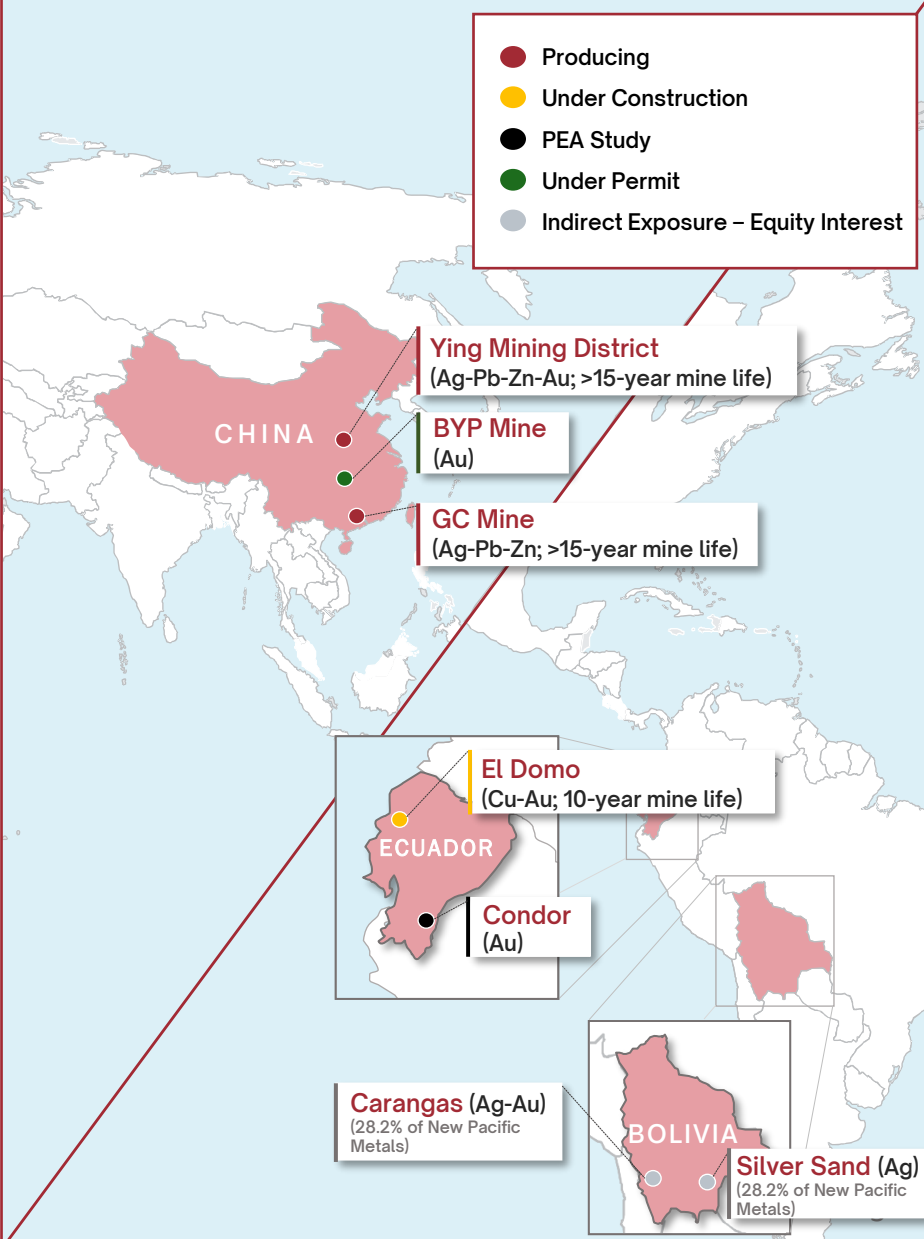 Producing
Under Construction
PEA Study
Under Permit
Indirect Exposure – Equity Interest
Ying Mining District
(Ag-Pb-Zn-Au; >15-year mine life)
CHINA
BYP Mine
(Au)
GC Mine
(Ag-Pb-Zn; >15-year mine life)
El Domo
(Cu-Au; 10-year mine life)
ECUADOR
Condor
(Au)
Carangas (Ag-Au)
(28.2% of New Pacific
Metals)
BOLIVIA
Silver Sand (Ag)
(28.2% of New Pacific
Metals)